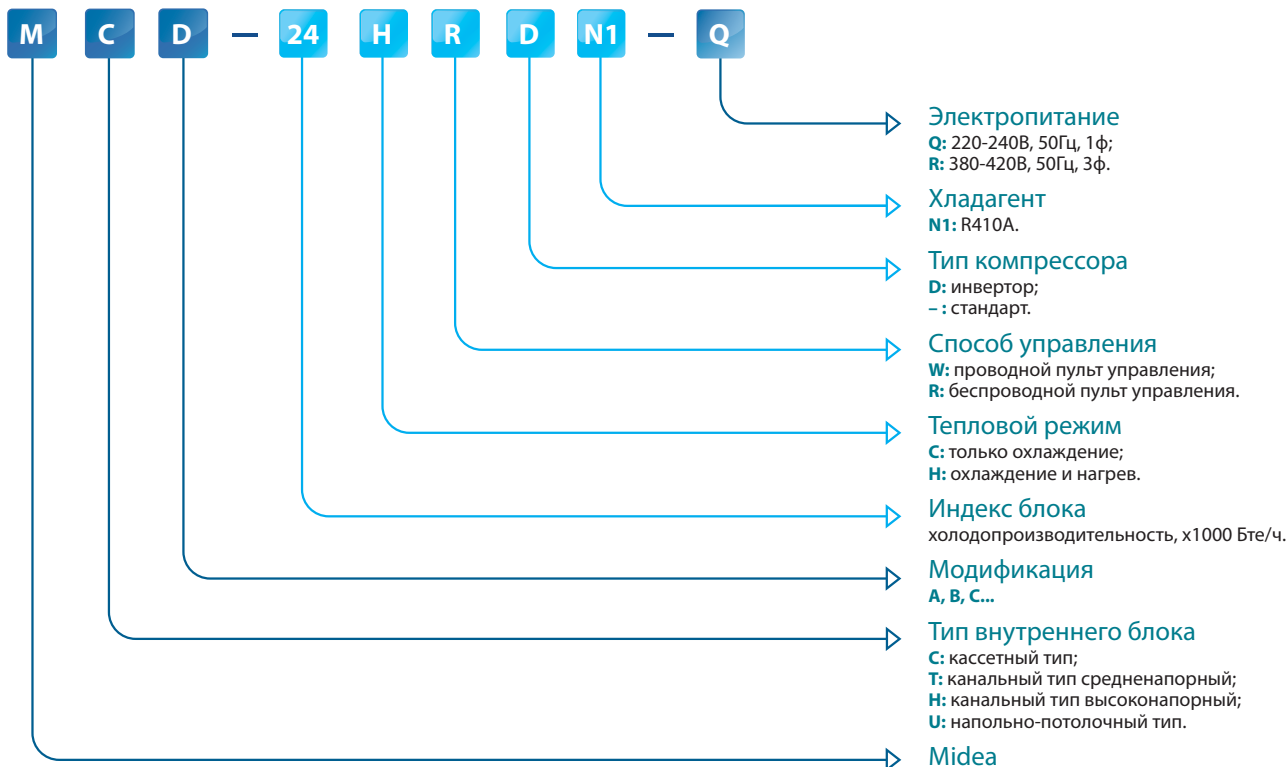 M C D – 24 H R D N1 – Q
Электропитание
Q: 220-240В, 50Гц, 1ф;
R: 380-420В, 50Гц, 3ф.
Хладагент
N1: R410A.
Тип компрессора
D: инвертор;
– : стандарт.
Способ управления
W: проводной пульт управления;
R: беспроводной пульт управления.
Тепловой режим
C: только охлаждение;
H: охлаждение и нагрев.
Индекс блока
холодопроизводительность, х1000 Бте/ч.
Модификация
A, B, C...
Тип внутреннего блока
C: кассетный тип;
T: канальный тип средненапорный;
H: канальный тип высоконапорный;
U: напольно-потолочный тип.
Midea